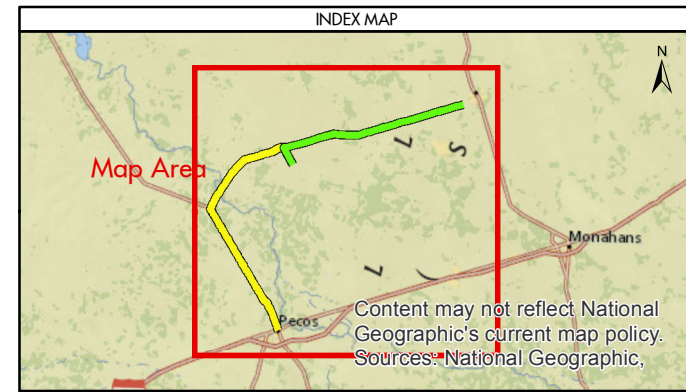 INDEX MAP
N
Map Area
L
S
Monahans
L
Pecos
Content may not reflect National
Geographic's current map policy.
Sources: National Geographic,